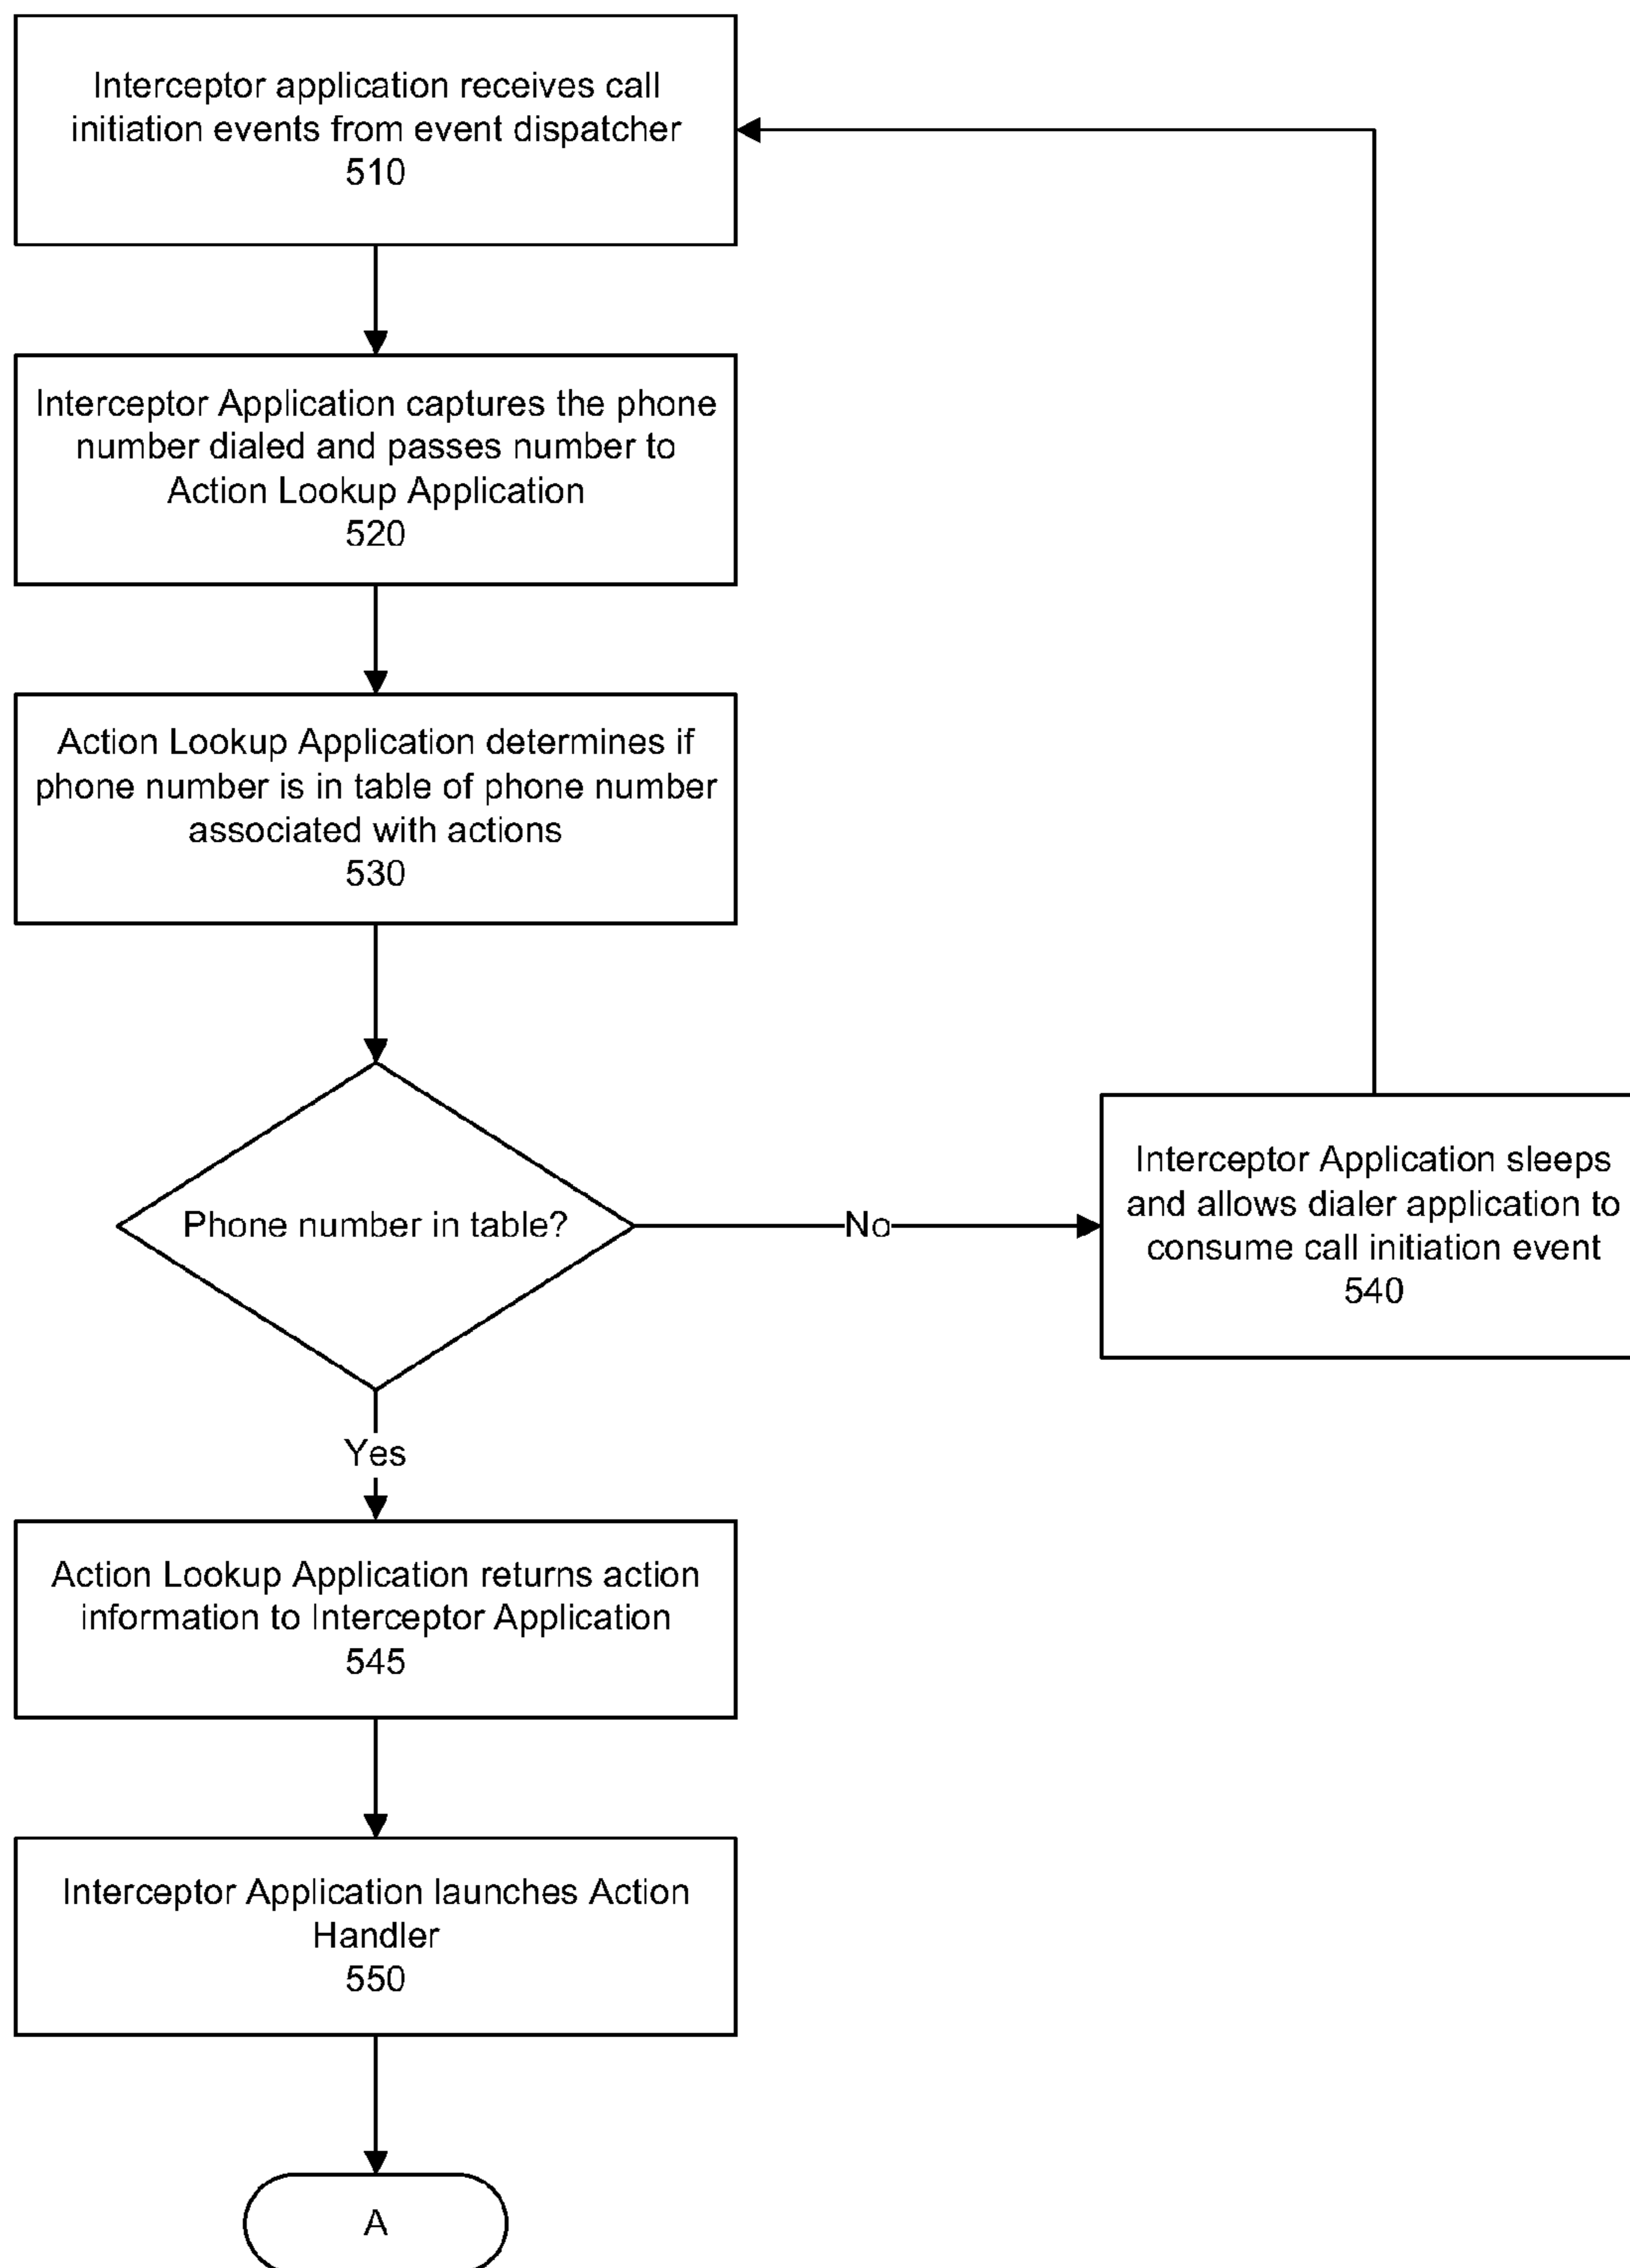 Interceptor application receives call
initiation events from event dispatcher
510
Interceptor Application captures the phone
number dialed and passes number to
Action Lookup Application
520
Action Lookup Application determines if
phone number is in table of phone number
associated with actions
530
Phone number in table?
No
Interceptor Application sleeps
and allows dialer application to
consume call initiation event
540
Yes
Action Lookup Application returns action
information to Interceptor Application
545
Interceptor Application launches Action
Handler
550
A